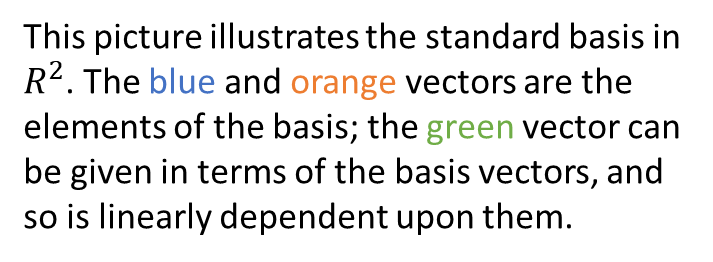 This picture illustrates the standard basis in
R². The blue and orange vectors are the
elements of the basis; the green vector can
be given in terms of the basis vectors, and
so is linearly dependent upon them.